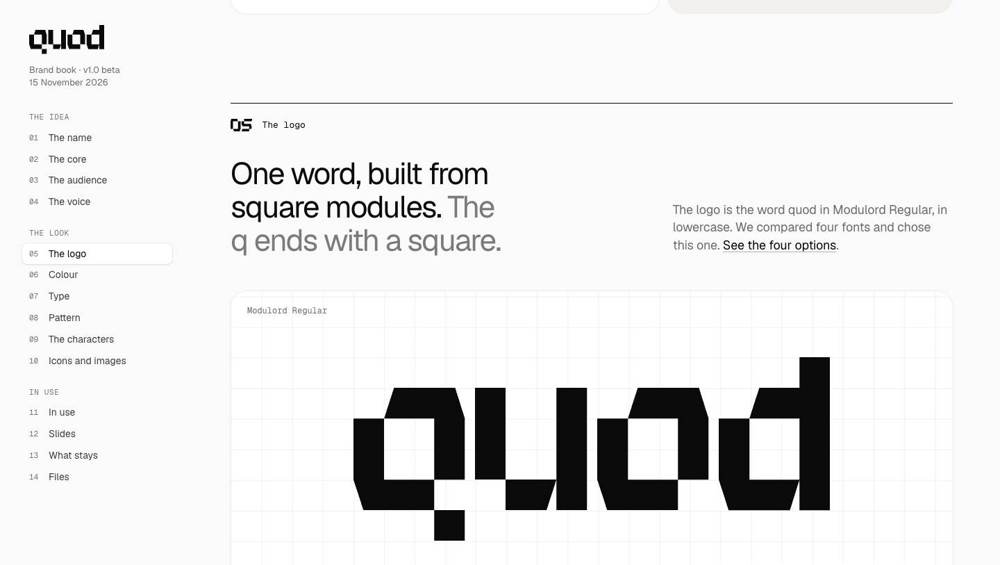 quod
Brand book · v1.0 beta
15 November 2026
THE IDEA
01 The name
02 The core
03 The audience
04 The voice
THE LOOK
05 The logo
06 Colour
07 Type
08 Pattern
09 The characters
10 Icons and images
IN USE
11 In use
12 Slides
13 What stays
14 Files
05 The logo
One word, built from
square modules. The
q ends with a square.
The logo is the word quod in Modulord Regular, in
lowercase. We compared four fonts and chose
this one. See the four options.
Modulord Regular
quod